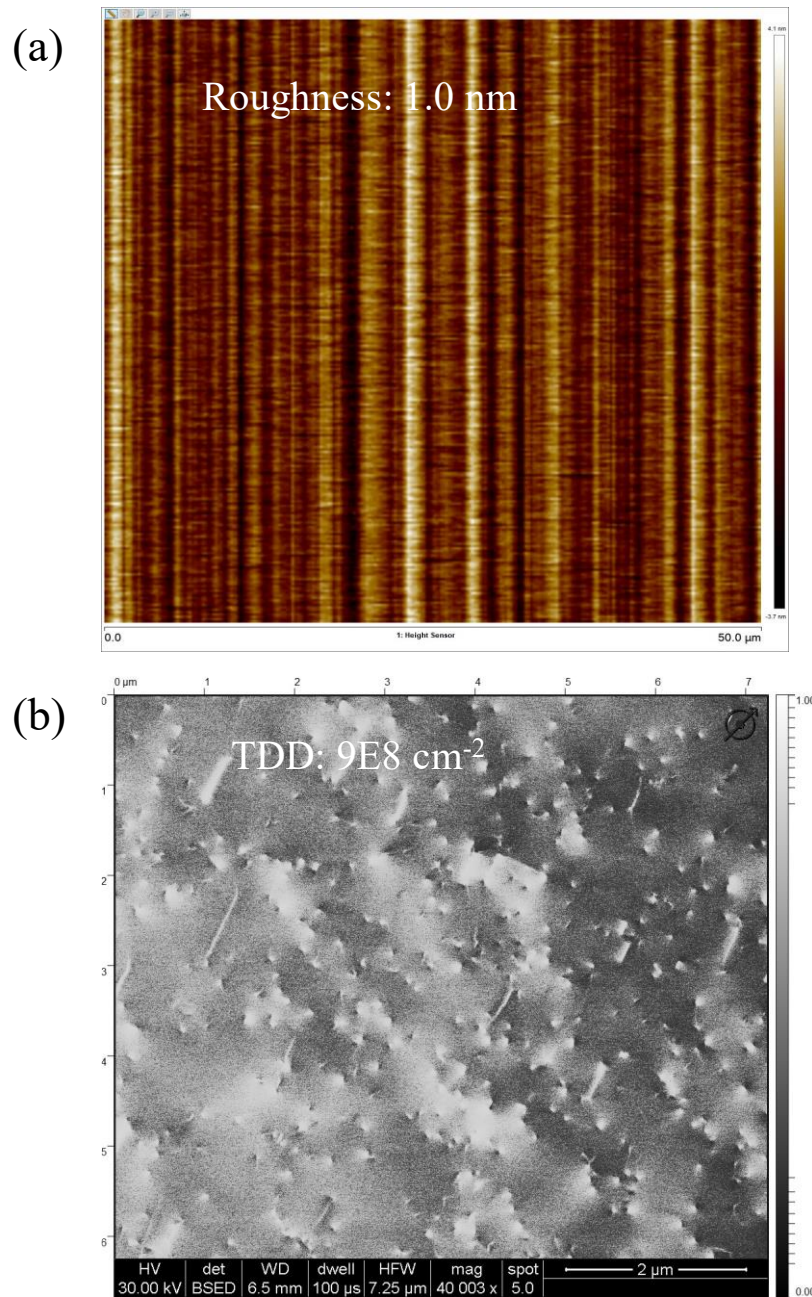 (a)
4.1 nm
Roughness: 1.0 nm
-3.7 nm
0.0 1: Height Sensor 50.0 µm
(b)
0 µm 1 2 3 4 5 6 7
0
1.00
TDD: 9E8 cm-2
1
2
3
4
5
6
HV det WD dwell HFW mag spot
30.00 kV BSED 6.5 mm 100 µs 7.25 µm 40 003 x 5.0 2 µm